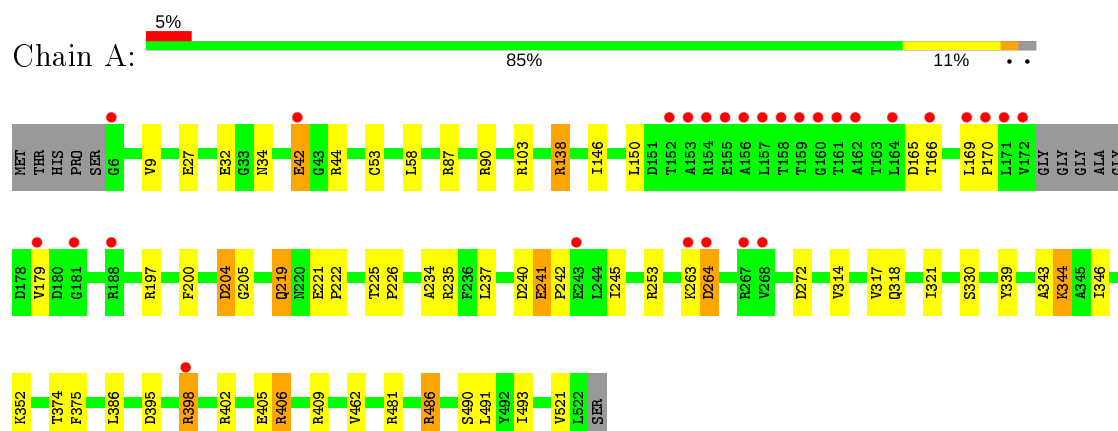 5%
Chain A:
85% 11% • •
MET THR HIS PRO SER G6 V9 E27 E32 G33 N34 E42 G43 R44 C53 L58 R87 R90 R103 R138 I146 L150 D151 T152 A153 R154 E155 A156 L157 T158 T159 G160 T161 A162 T163 L164 D165 T166 L169 P170 L171 V172 GLY GLY GLY ALA GLY
D178 V179 D180 G181 R188 R197 F200 D204 G205 Q219 N220 E221 P222 T225 P226 A234 R235 F236 L237 D240 E241 P242 E243 L244 I245 R253 K263 D264 R267 V268 D272 V314 V317 Q318 I321 S330 Y339 A343 K344 A345 I346
K352 T374 F375 L386 D395 R398 R402 E405 R406 R409 V462 R481 R486 S490 L491 Y492 I493 V521 L522 SER